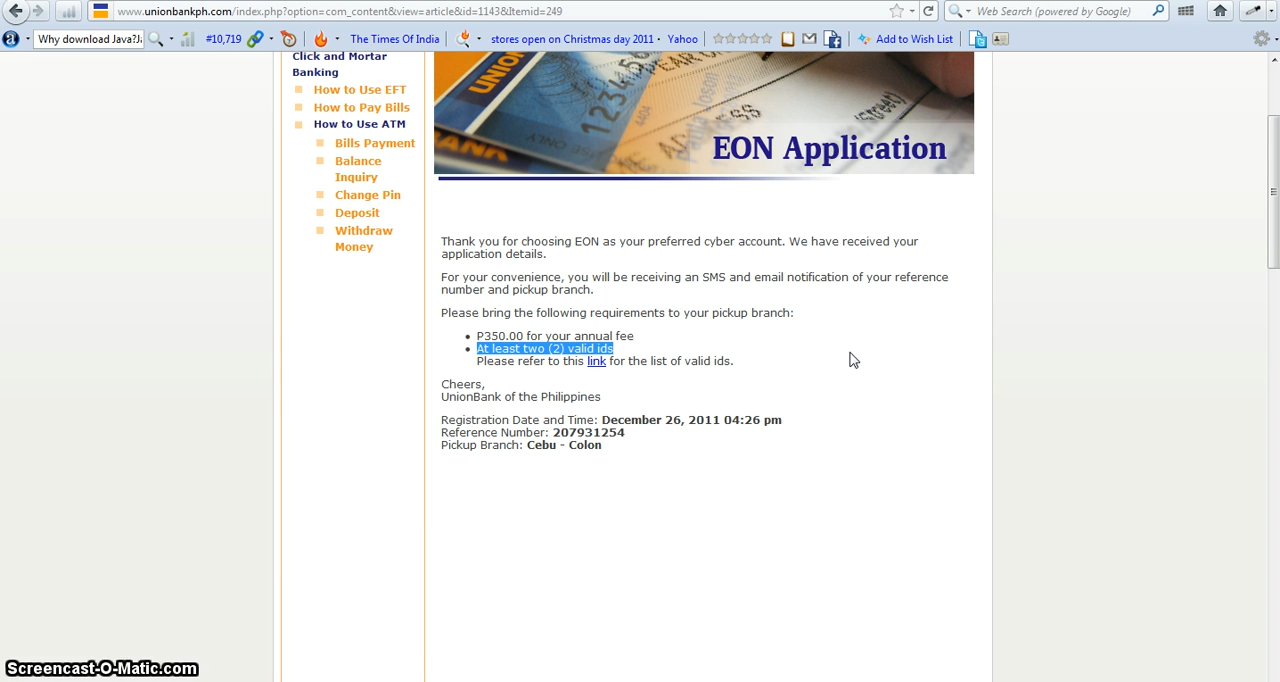 www.unionbankph.com/index.php?option=com_content&view=article&id=1143&Itemid=249
Web Search (powered by Google)
Why download Java?Ja
#10,719
The Times Of India
stores open on Christmas day 2011 - Yahoo
Add to Wish List
Click and Mortar
Banking
How to Use EFT
How to Pay Bills
How to Use ATM
Bills Payment
Balance
Inquiry
Change Pin
Deposit
Withdraw
Money
UNION
BANK
1234 56
4404
ONLY
(Street)
EON Application
Thank you for choosing EON as your preferred cyber account. We have received your
application details.
For your convenience, you will be receiving an SMS and email notification of your reference
number and pickup branch.
Please bring the following requirements to your pickup branch:
• P350.00 for your annual fee
• At least two (2) valid ids
Please refer to this link for the list of valid ids.
Cheers,
UnionBank of the Philippines
Registration Date and Time: December 26, 2011 04:26 pm
Reference Number: 207931254
Pickup Branch: Cebu - Colon
Screencast-O-Matic.com